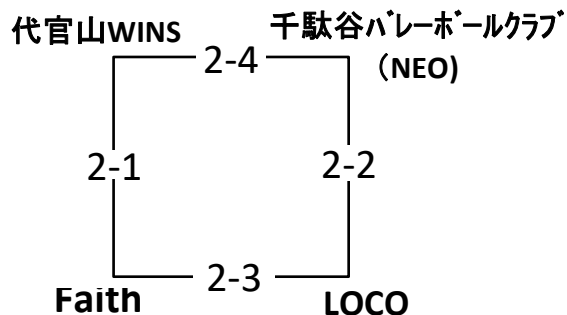 代官山WINS
千駄谷バレーボールクラブ
（NEO)
2-4
2-1
2-2
2-3
Faith
LOCO